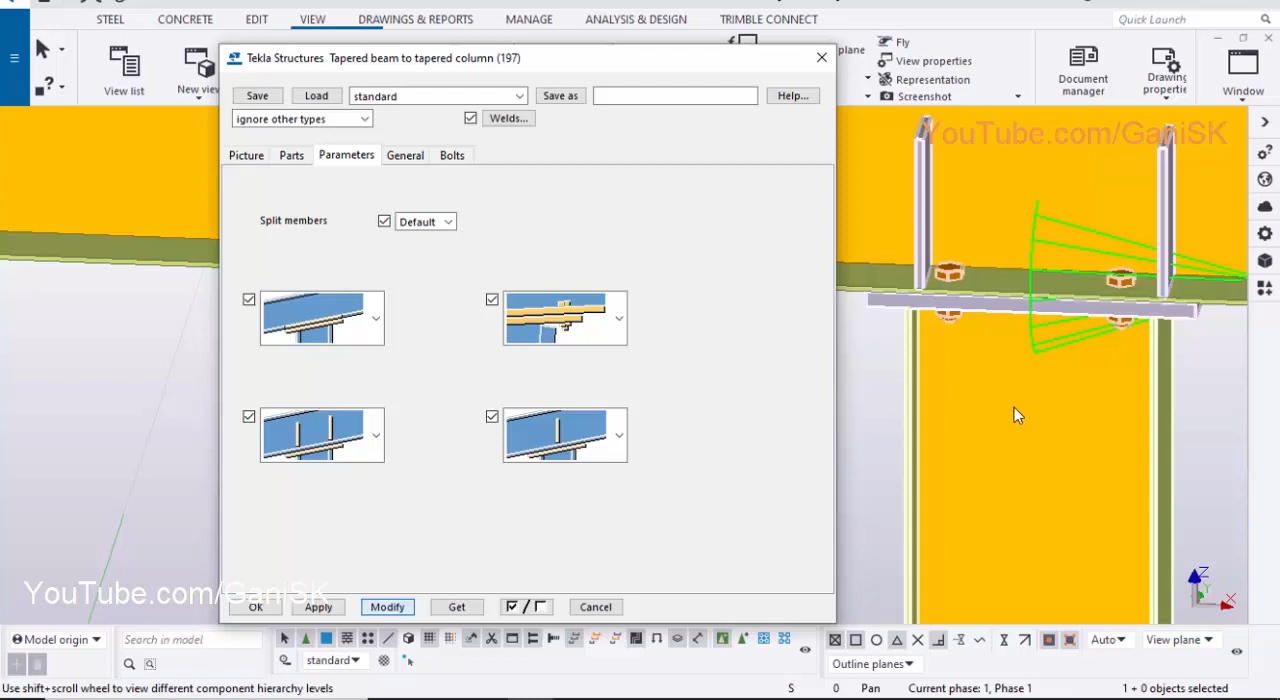 STEEL CONCRETE EDIT VIEW DRAWINGS & REPORTS MANAGE ANALYSIS & DESIGN TRIMBLE CONNECT Quick Launch
View list
New view
plane
Fly
View properties
Representation
Screenshot
Document manager
Drawing properties
Window
Tekla Structures Tapered beam to tapered column (197)
Save Load standard Save as Help...
ignore other types Welds...
Picture Parts Parameters General Bolts
Split members Default
OK Apply Modify Get / Cancel
YouTube.com/GaniSK
YouTube.com/GaniSK
Z
Y
X
Model origin Search in model
standard
Auto View plane
Outline planes
Use shift+scroll wheel to view different component hierarchy levels S 0 Pan Current phase: 1, Phase 1 1 + 0 objects selected